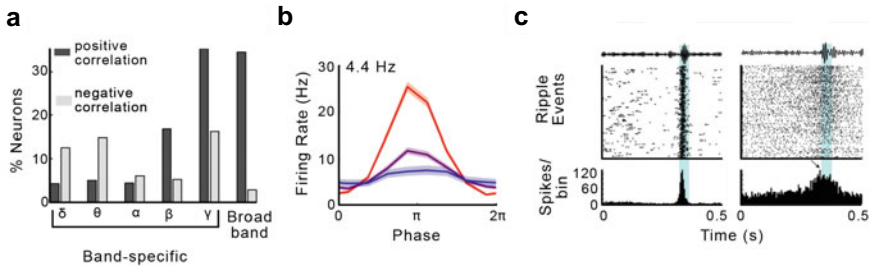 a
positive
correlation
negative
correlation
% Neurons
30
20
10
0
δ θ α β γ Broad
band
Band-specific
b
4.4 Hz
Firing Rate (Hz)
30
20
10
0
0 π 2π
Phase
c
Ripple
Events
Spikes/
bin
120
60
0
0 0.5 0 0.5
Time (s)